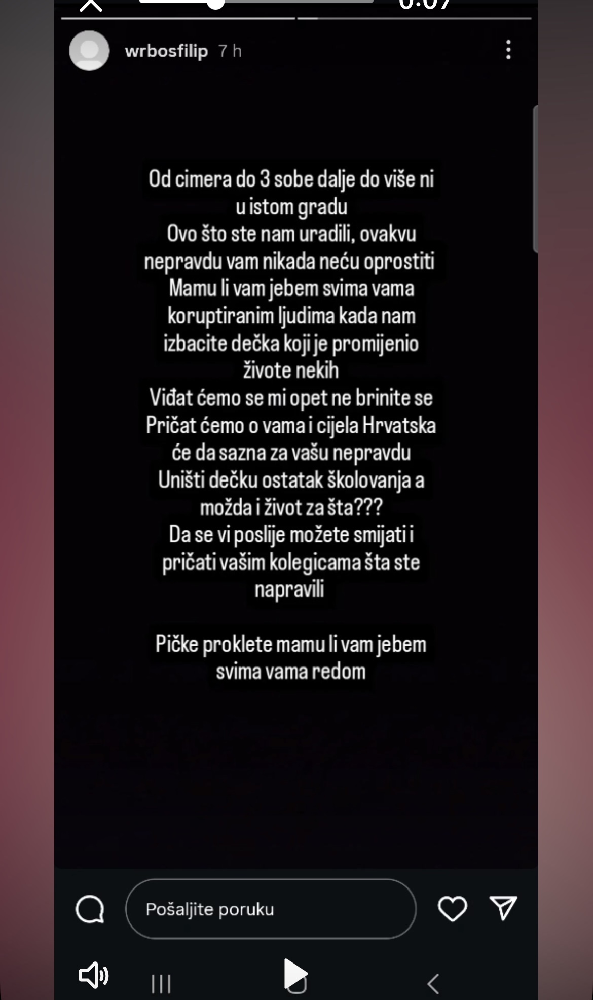 0:07
wrbosfilip 7 h
Od cimera do 3 sobe dalje do više ni
u istom gradu
Ovo što ste nam uradili, ovakvu
nepravdu vam nikada neću oprostiti
Mamu li vam jebem svima vama
koruptiranim ljudima kada nam
izbacite dečka koji je promijenio
živote nekih
Viđat ćemo se mi opet ne brinite se
Pričat ćemo o vama i cijela Hrvatska
će da sazna za vašu nepravdu
Uništi dečku ostatak školovanja a
možda i život za šta???
Da se vi poslije možete smijati i
pričati vašim kolegicama šta ste
napravili
Pičke proklete mamu li vam jebem
svima vama redom
Pošaljite poruku